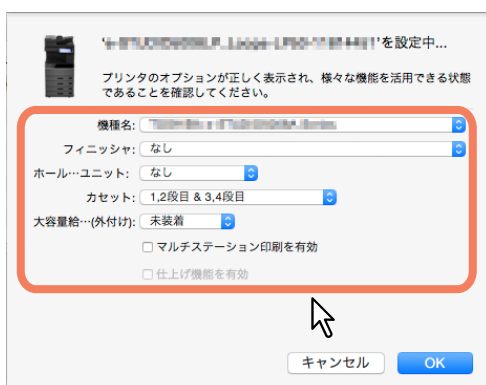 を設定中...
プリンタのオプションが正しく表示され、様々な機能を活用できる状態
であることを確認してください。
機種名:
フィニッシャ: なし
ホール…ユニット: なし
カセット: 1,2段目 & 3,4段目
大容量給…(外付け): 未装着
マルチステーション印刷を有効
仕上げ機能を有効
キャンセル OK